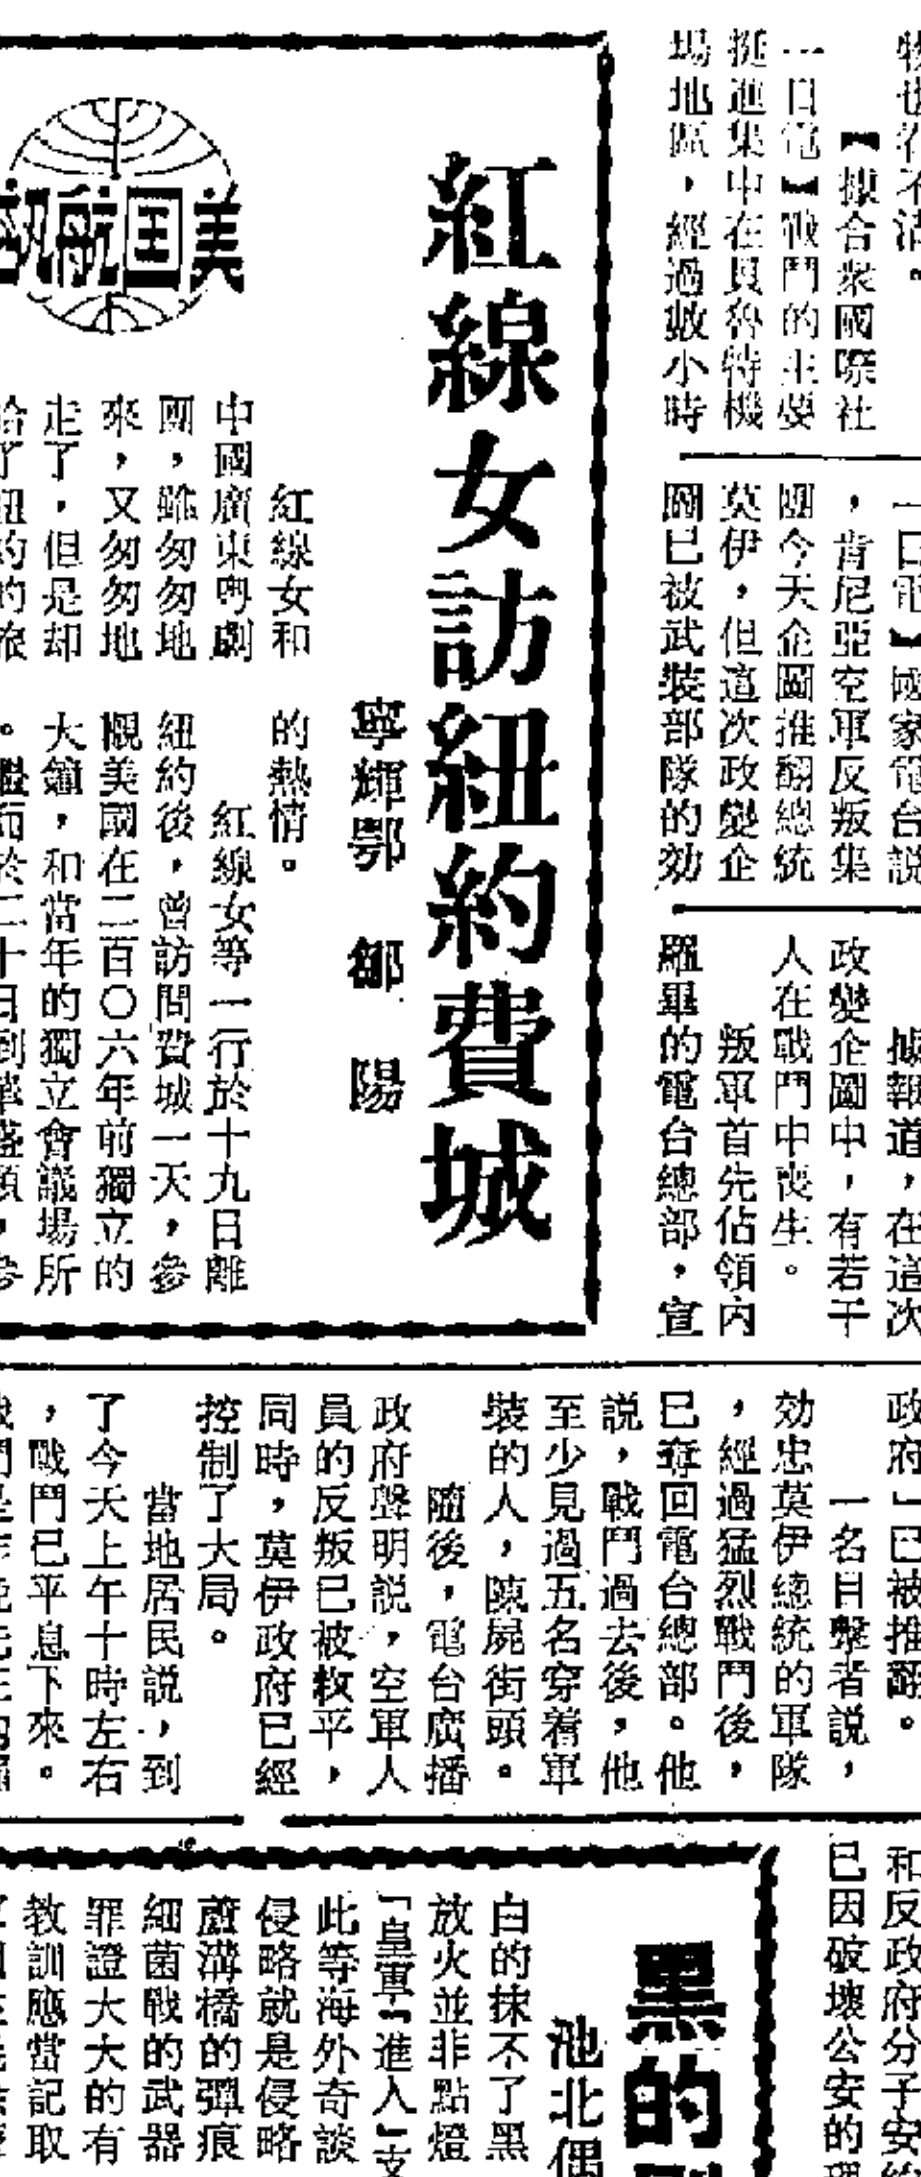 【據合衆國際社
一日電】戰鬥的主要
挺進集中在貝魯特機
場地區，經過數小時
國家電台説
，肯尼亞空軍反叛集
團今天企圖推翻總統
莫伊，但這次政變企
圖已被武裝部隊的効
據報道，在這次
政變企圖中，有若干
人在戰鬥中喪生。
叛軍首先佔領内
羅畢的電台總部，宣
紅線女訪紐約費城
寧輝鄂　鄒　陽
美国航
紅線女和
中國廣東粤劇
團，雖匆匆地
來，又匆匆地
走了，但是却
的熱情。
紅線女等一行於十九日離
紐約後，曾訪問費城一天，參
觀美國在二百〇六年前獨立的
大鐘，和當年的獨立會議場所
政府」已被推翻。
一名目擊者説，
効忠莫伊總統的軍隊
，經過猛烈戰鬥後，
已奪回電台總部。他
説，戰鬥過去後，他
至少見過五名穿着軍
裝的人，陳屍街頭。
隨後，電台廣播
政府聲明説，空軍人
員的反叛已被敉平，
同時，莫伊政府已經
控制了大局。
當地居民説，到
了今天上午十時左右
，戰鬥已平息下來。
和反政府分子安
已因破壞公安的
黑的
池北偶
白的抹不了黑
放火並非點燈
「皇軍」「進入」支
此等海外奇談
侵略就是侵略
蘆溝橋的彈痕
細菌戰的武器
罪證大大的有
教訓應當記取